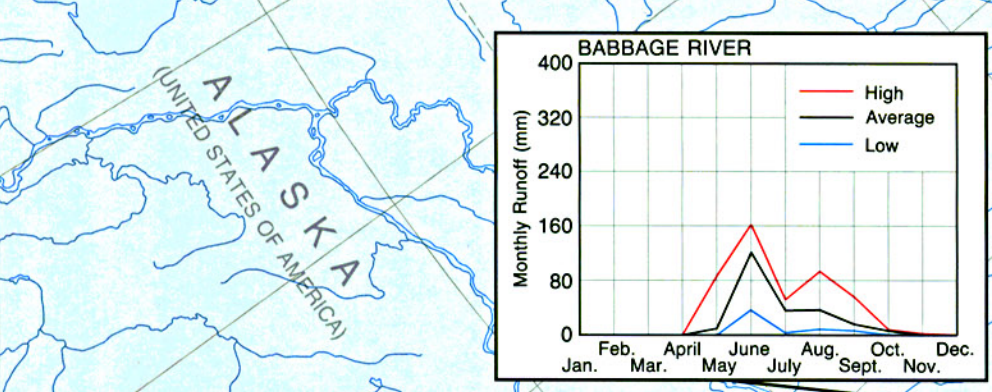 ALASKA
(UNITED STATES OF AMERICA)
BABBAGE RIVER
Monthly Runoff (mm)
400
320
240
160
80
0
High
Average
Low
Feb. April June Aug. Oct. Dec.
Jan. Mar. May July Sept. Nov.